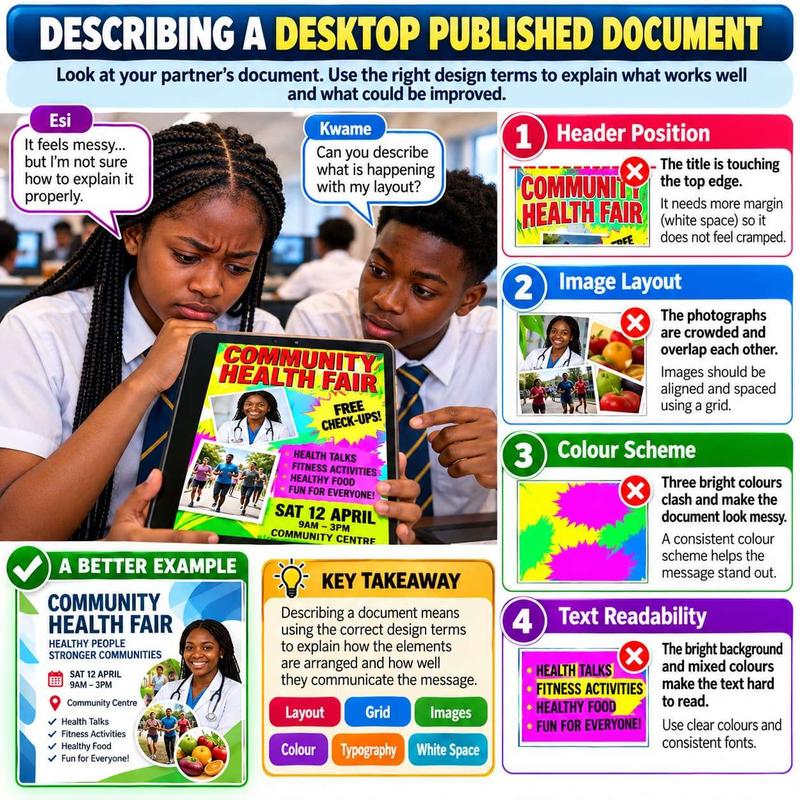 DESCRIBING A DESKTOP PUBLISHED DOCUMENT
Look at your partner's document. Use the right design terms to explain what works well
and what could be improved.
Esi
It feels messy...
but I'm not sure
how to explain it
properly.
Kwame
Can you describe
what is happening
with my layout?
COMMUNITY
HEALTH FAIR
FREE
CHECK-UPS!
HEALTH TALKS
FITNESS ACTIVITIES
HEALTHY FOOD
FUN FOR EVERYONE!
SAT 12 APRIL
9AM – 3PM
COMMUNITY CENTRE
1 Header Position
COMMUNITY
HEALTH FAIR
FREE
The title is touching
the top edge.
It needs more margin
(white space) so it
does not feel cramped.
2 Image Layout
The photographs
are crowded and
overlap each other.
Images should be
aligned and spaced
using a grid.
3 Colour Scheme
Three bright colours
clash and make the
document look messy.
A consistent colour
scheme helps the
message stand out.
4 Text Readability
• HEALTH TALKS
• FITNESS ACTIVITIES
• HEALTHY FOOD
• FUN FOR EVERYONE!
The bright background
and mixed colours
make the text hard
to read.
Use clear colours and
consistent fonts.
A BETTER EXAMPLE
COMMUNITY
HEALTH FAIR
HEALTHY PEOPLE
STRONGER COMMUNITIES
SAT 12 APRIL
9AM – 3PM
Community Centre
✓ Health Talks
✓ Fitness Activities
✓ Healthy Food
✓ Fun for Everyone!
KEY TAKEAWAY
Describing a document means
using the correct design terms
to explain how the elements
are arranged and how well
they communicate the message.
Layout
Grid
Images
Colour
Typography
White Space